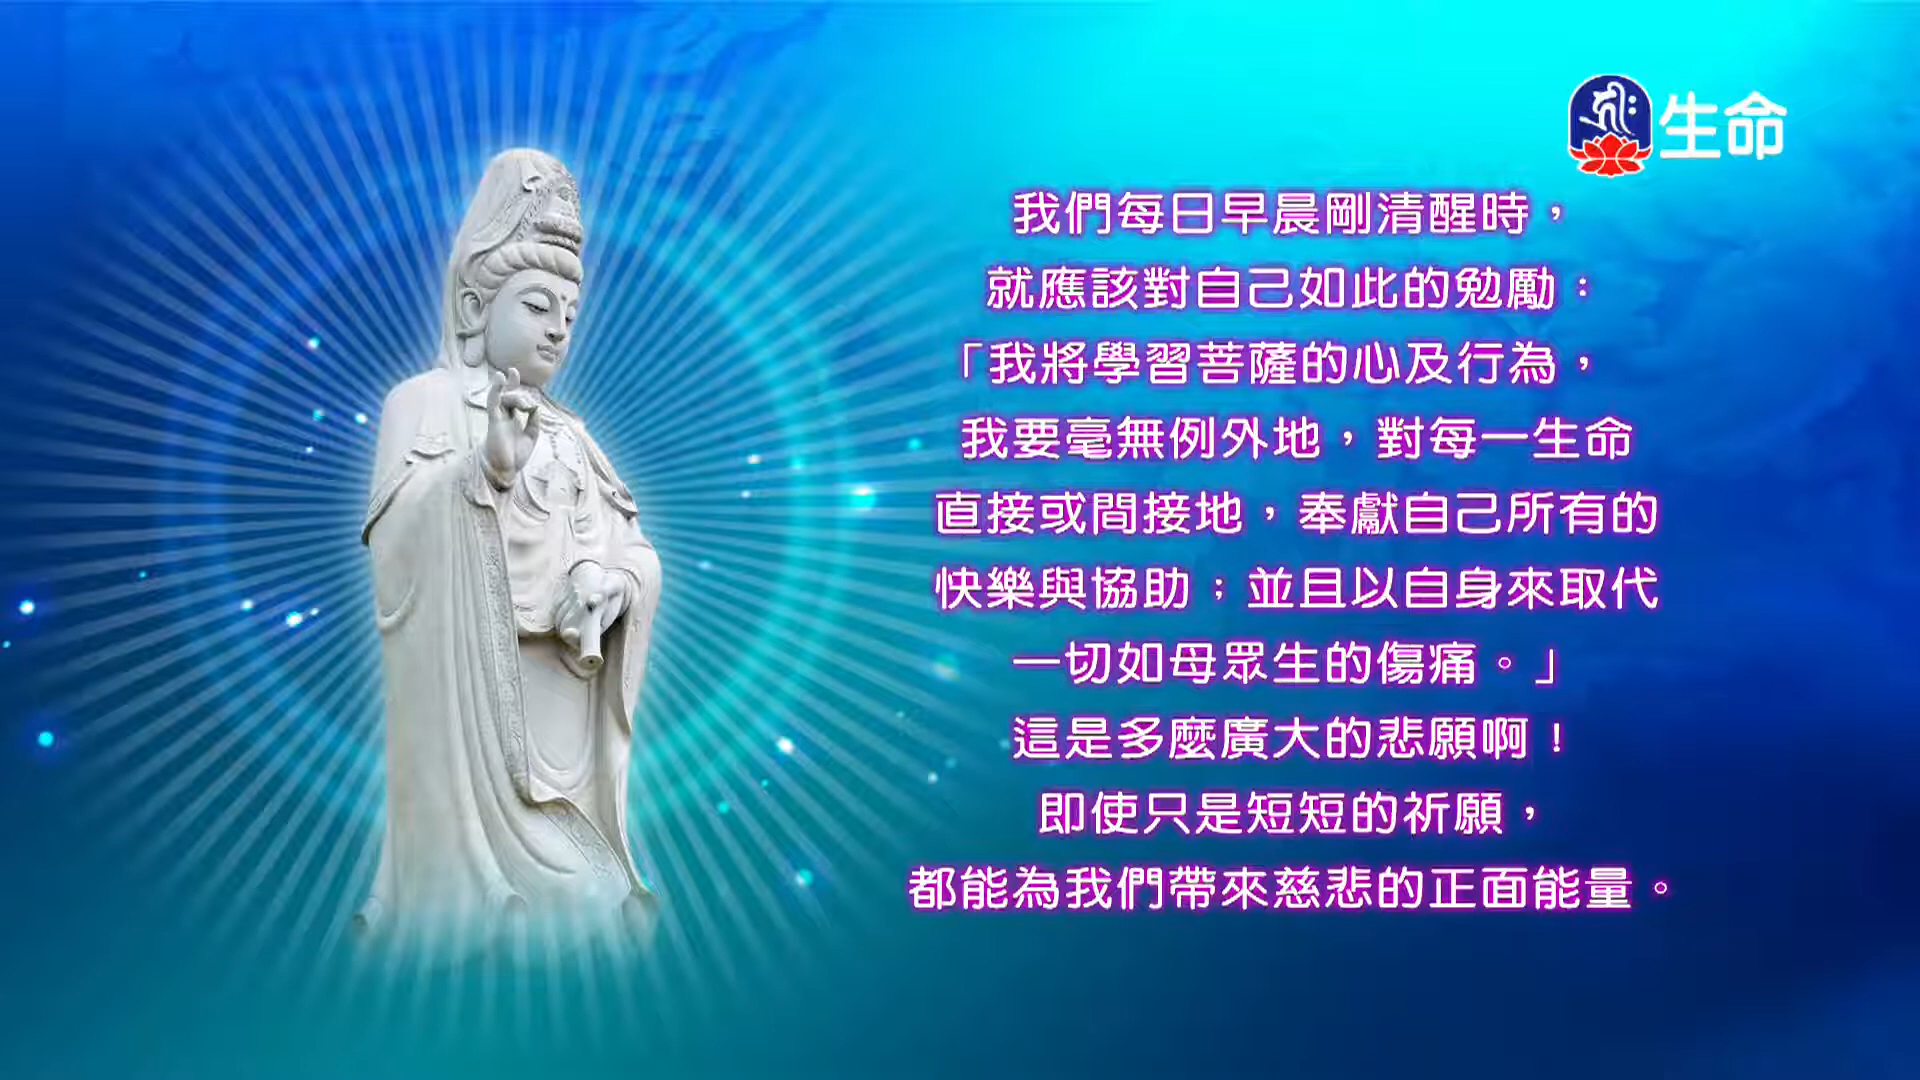 生命
我們每日早晨剛清醒時，
就應該對自己如此的勉勵：
「我將學習菩薩的心及行為，
我要毫無例外地，對每一生命
直接或間接地，奉獻自己所有的
快樂與協助；並且以自身來取代
一切如母眾生的傷痛。」
這是多麼廣大的悲願啊！
即使只是短短的祈願，
都能為我們帶來慈悲的正面能量。